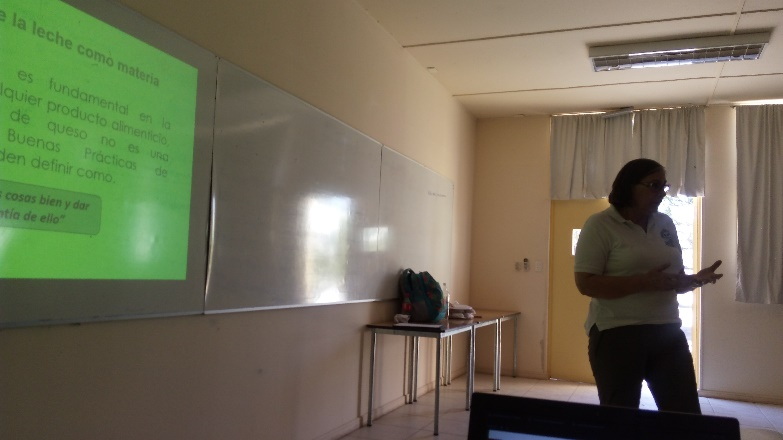 e la leche como materia
es fundamental en la
lquier producto alimenticio.
de queso no es una
Buenas Prácticas de
den definir como.
s cosas bien y dar
ntía de ello"